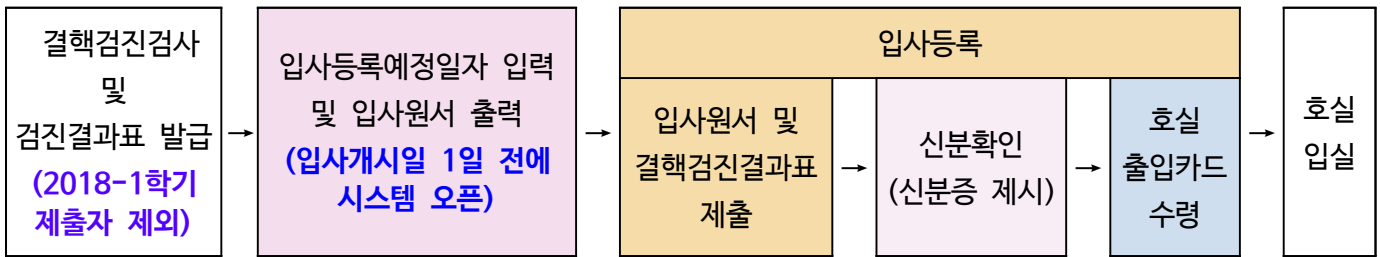 결핵검진검사
및
검진결과표 발급
(2018-1학기
제출자 제외)
→
입사등록예정일자 입력
및 입사원서 출력
(입사개시일 1일 전에
시스템 오픈)
→
입사등록
입사원서 및
결핵검진결과표
제출
→
신분확인
(신분증 제시)
→
호실
출입카드
수령
→
호실
입실